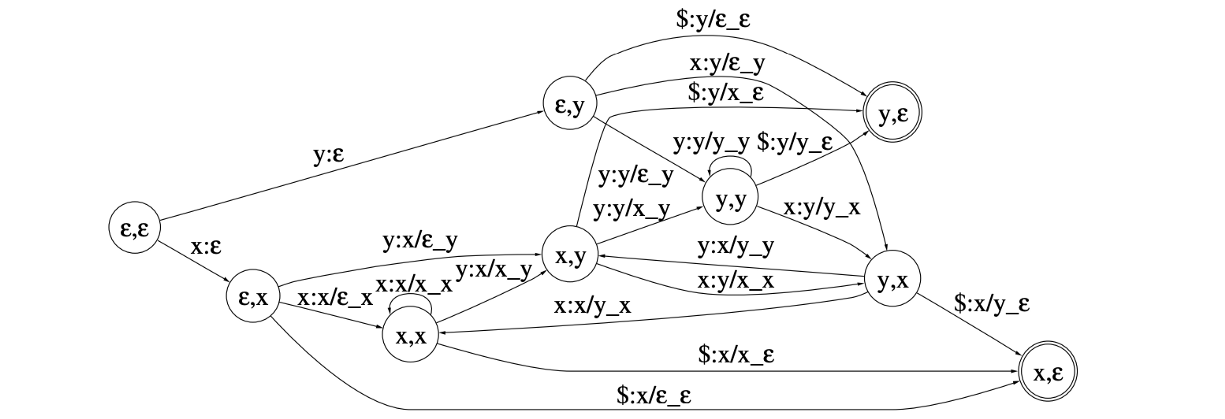 $:y/ε_ε
x:y/ε_y
$:y/x_ε
ε,y
y,ε
y:y/y_y
$:y/y_ε
y:ε
y:y/ε_y
y,y
y:y/x_y
x:y/y_x
ε,ε
x:ε
y:x/ε_y
x,y
y:x/y_y
y:x/x_y
x:x/x_x
x:y/x_x
y,x
ε,x
x:x/ε_x
x:x/y_x
$:x/y_ε
x,x
$:x/x_ε
x,ε
$:x/ε_ε